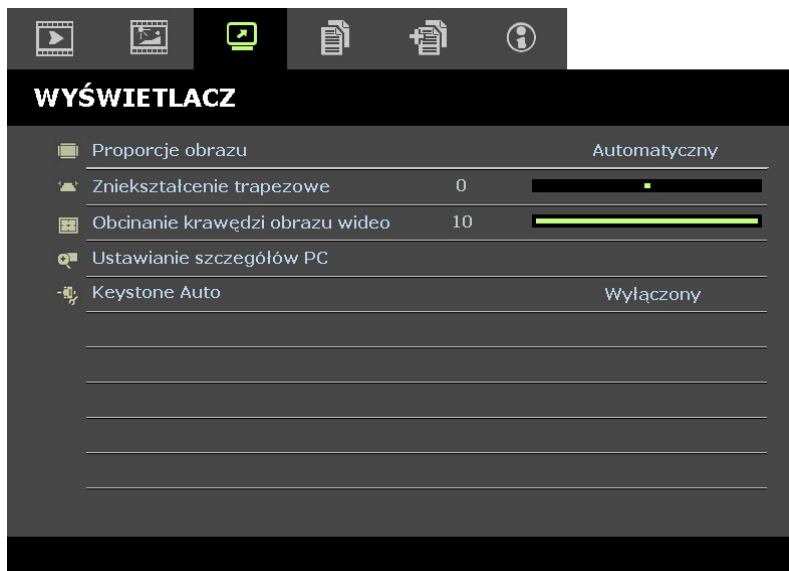 WYŚWIETLACZ
Proporcje obrazu Automatyczny
Zniekształcenie trapezowe 0
Obcinanie krawędzi obrazu wideo 10
Ustawianie szczegółów PC
Keystone Auto Wyłączony